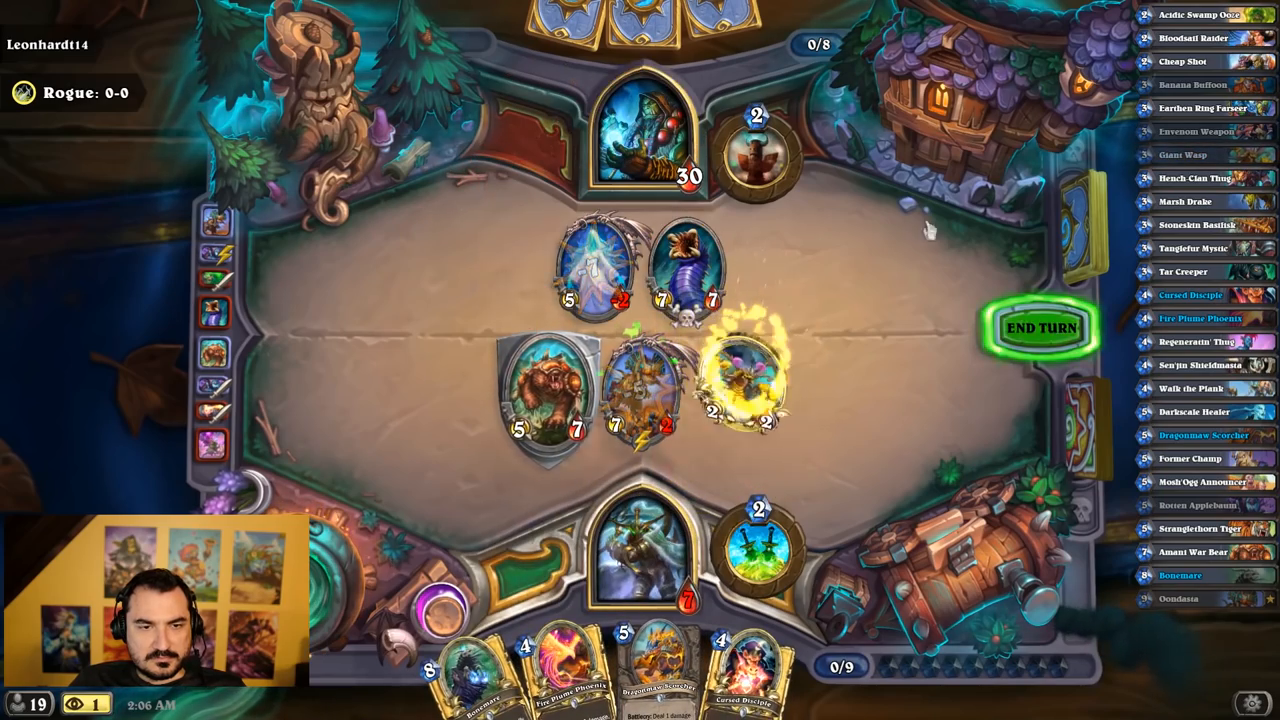 Leonhardt14
Rogue: 0-0
0/8
2
30
7
5
-2
7
7
END TURN
5
7
7
2
2
2
2
7
8
Bonemare
4
Fire Plume Phoenix
5
Dragonmaw Scorcher
Battlecry: Deal 1 damage
4
Cursed Disciple
0/9
19
1
2:06 AM
2 Acidic Swamp Ooze
2 Bloodsail Raider
2 Cheap Shot
3 Banana Buffoon
3 Earthen Ring Farseer
3 Envenom Weapon
3 Giant Wasp
3 Hench-Clan Thug
3 Marsh Drake
3 Stoneskin Basilisk
3 Tanglefur Mystic
3 Tar Creeper
4 Cursed Disciple
4 Fire Plume Phoenix
4 Regeneratin' Thug
4 Sen'jin Shieldmasta
4 Walk the Plank
5 Darkscale Healer
5 Dragonmaw Scorcher
5 Former Champ
5 Mosh'Ogg Announcer
5 Rotten Applebaum
5 Stranglethorn Tiger
7 Amani War Bear
8 Bonemare
9 Oondasta